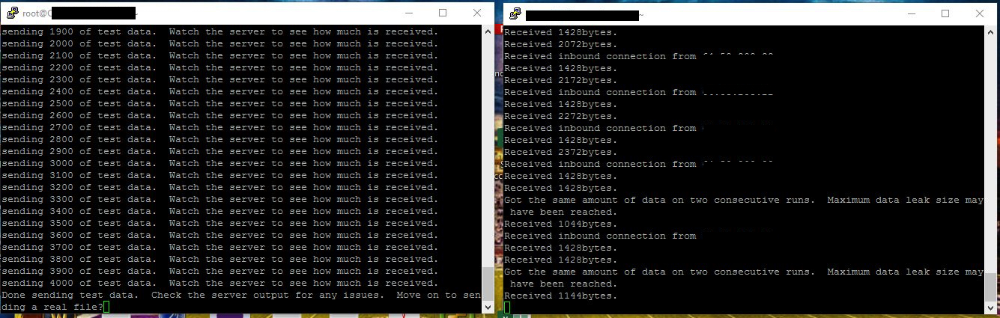 root@ ~
sending 1900 of test data.  Watch the server to see how much is received.
sending 2000 of test data.  Watch the server to see how much is received.
sending 2100 of test data.  Watch the server to see how much is received.
sending 2200 of test data.  Watch the server to see how much is received.
sending 2300 of test data.  Watch the server to see how much is received.
sending 2400 of test data.  Watch the server to see how much is received.
sending 2500 of test data.  Watch the server to see how much is received.
sending 2600 of test data.  Watch the server to see how much is received.
sending 2700 of test data.  Watch the server to see how much is received.
sending 2800 of test data.  Watch the server to see how much is received.
sending 2900 of test data.  Watch the server to see how much is received.
sending 3000 of test data.  Watch the server to see how much is received.
sending 3100 of test data.  Watch the server to see how much is received.
sending 3200 of test data.  Watch the server to see how much is received.
sending 3300 of test data.  Watch the server to see how much is received.
sending 3400 of test data.  Watch the server to see how much is received.
sending 3500 of test data.  Watch the server to see how much is received.
sending 3600 of test data.  Watch the server to see how much is received.
sending 3700 of test data.  Watch the server to see how much is received.
sending 3800 of test data.  Watch the server to see how much is received.
sending 3900 of test data.  Watch the server to see how much is received.
sending 4000 of test data.  Watch the server to see how much is received.
Done sending test data.  Check the server output for any issues.  Move on to sen
ding a real file?
~
Received 1428bytes.
Received 2072bytes.
Received inbound connection from
Received 1428bytes.
Received 2172bytes.
Received inbound connection from
Received 1428bytes.
Received 2272bytes.
Received inbound connection from
Received 1428bytes.
Received 2372bytes.
Received inbound connection from
Received 1428bytes.
Received 1428bytes.
Got the same amount of data on two consecutive runs.  Maximum data leak size may
 have been reached.
Received 1044bytes.
Received inbound connection from
Received 1428bytes.
Received 1428bytes.
Got the same amount of data on two consecutive runs.  Maximum data leak size may
 have been reached.
Received 1144bytes.